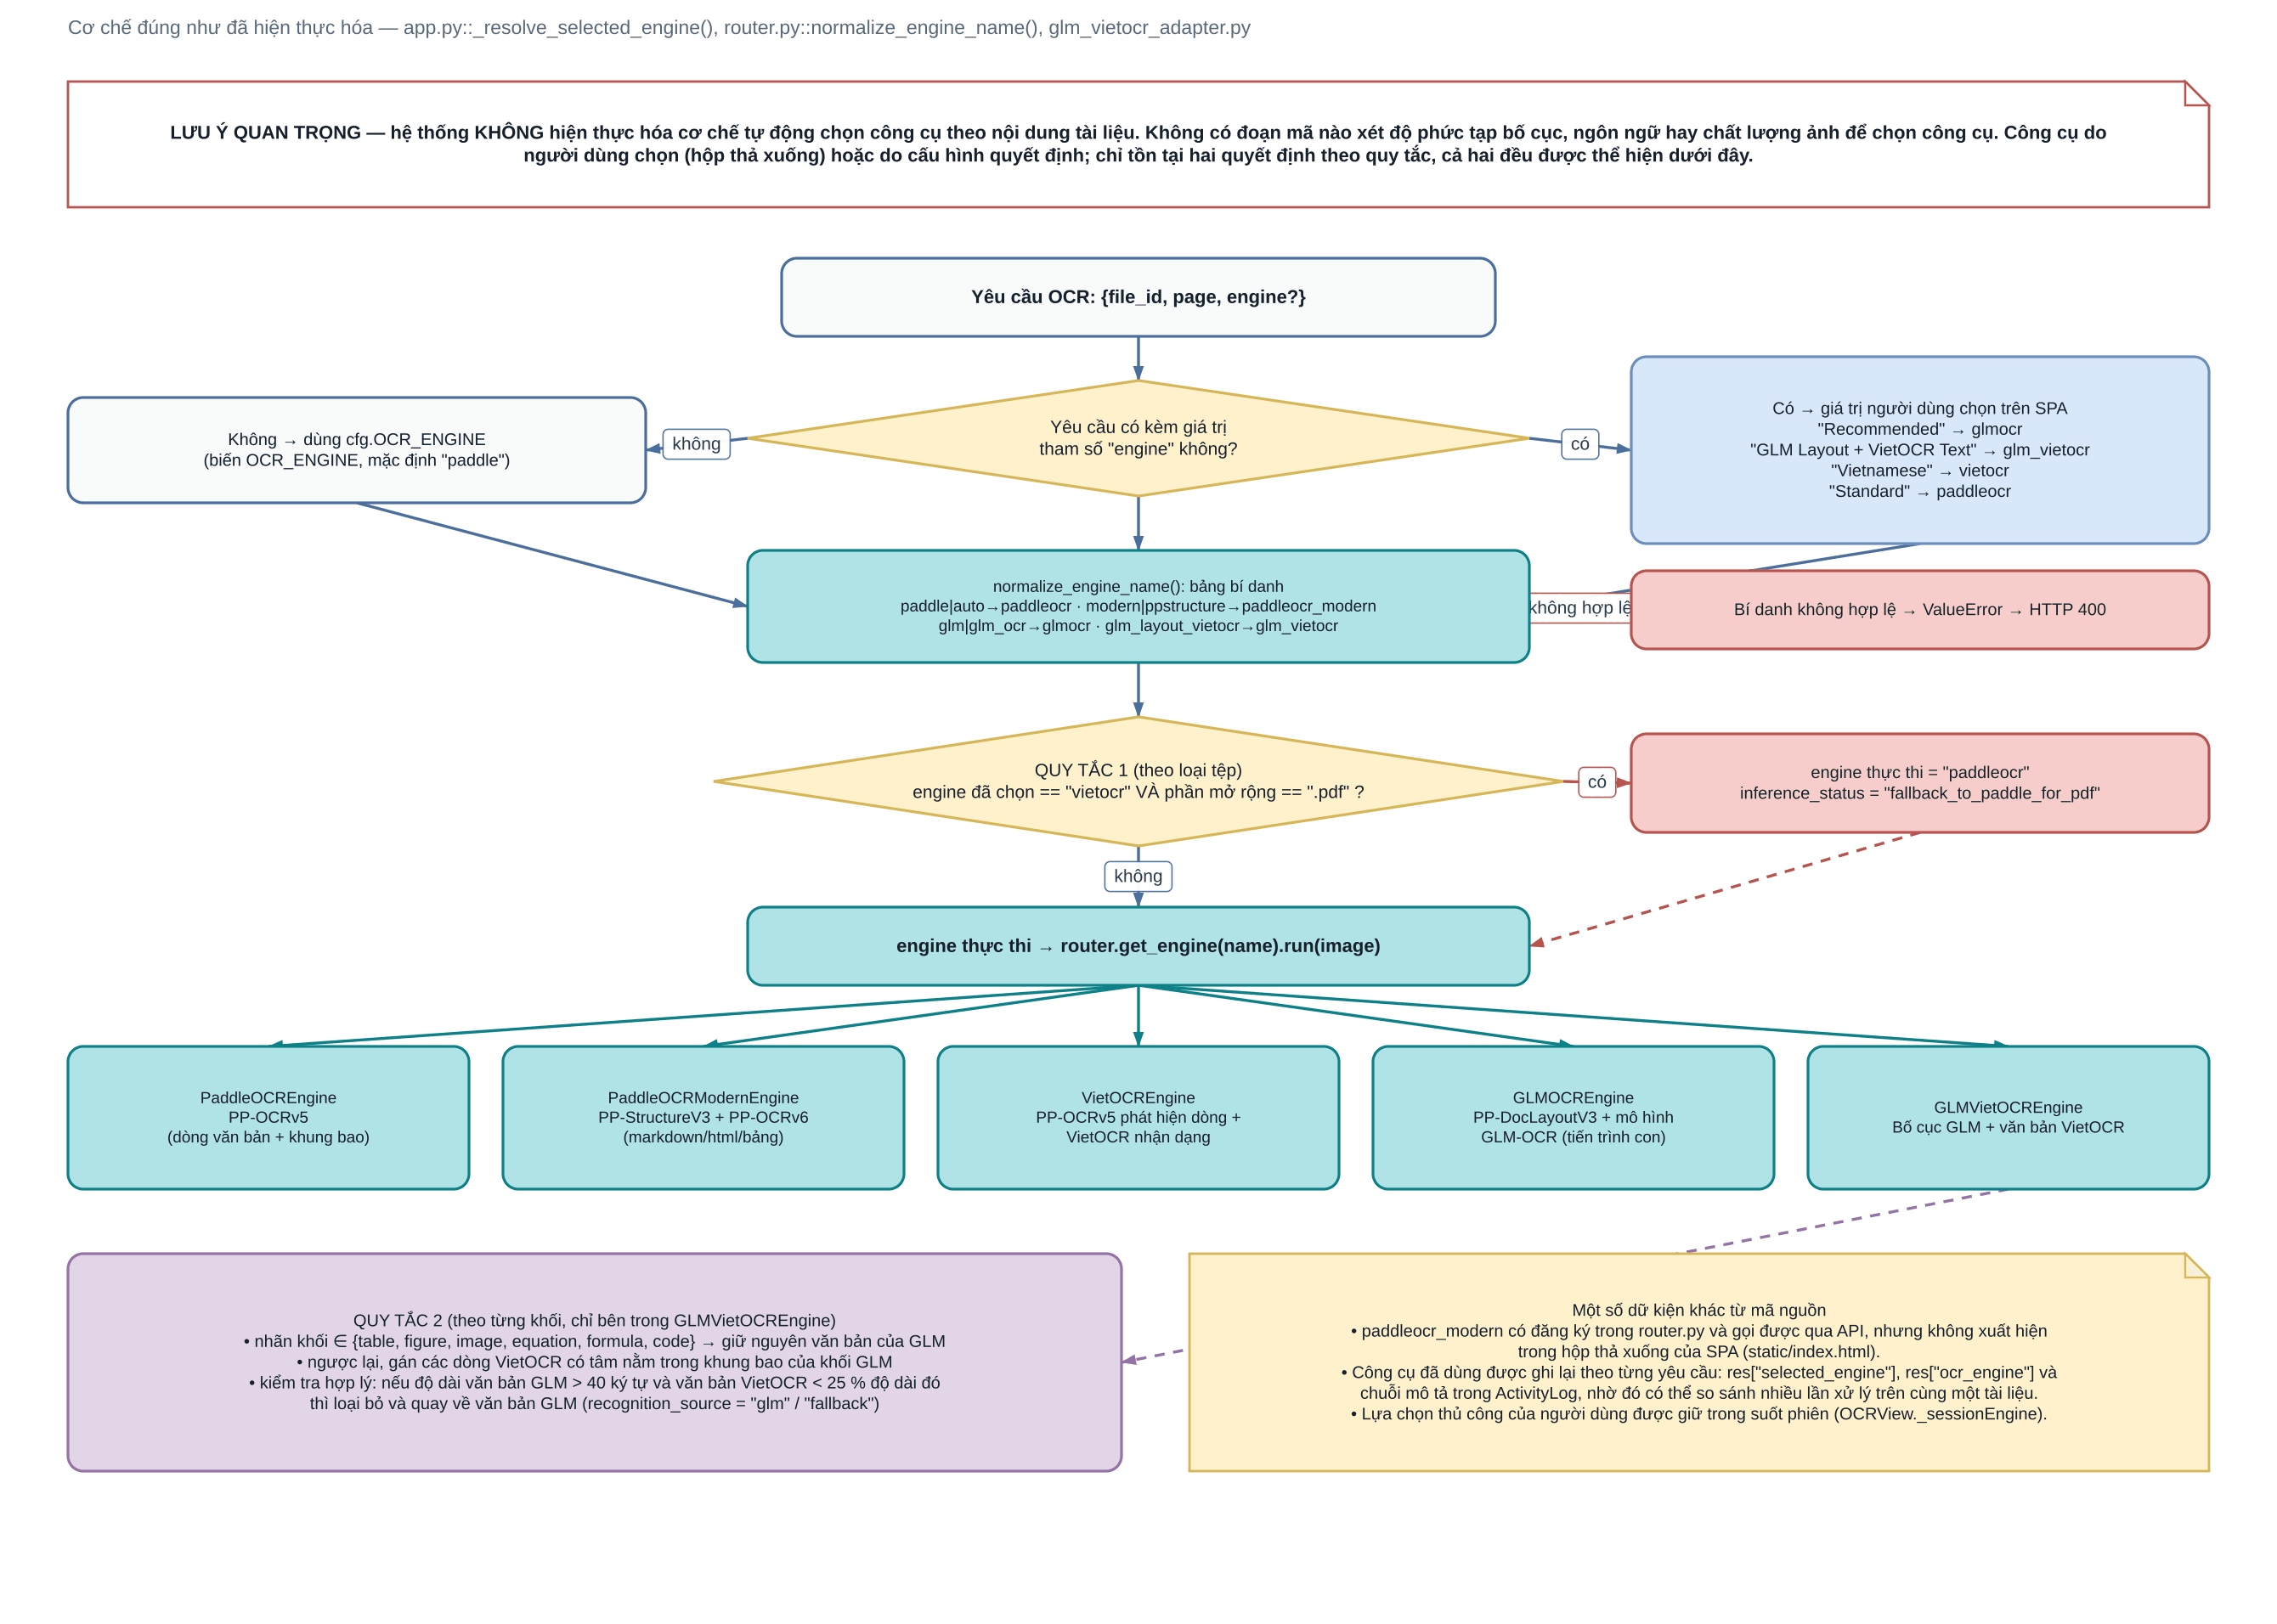 Cơ chế đúng như đã hiện thực hóa — app.py::_resolve_selected_engine(), router.py::normalize_engine_name(), glm_vietocr_adapter.py
LƯU Ý QUAN TRỌNG — hệ thống KHÔNG hiện thực hóa cơ chế tự động chọn công cụ theo nội dung tài liệu. Không có đoạn mã nào xét độ phức tạp bố cục, ngôn ngữ hay chất lượng ảnh để chọn công cụ. Công cụ do
người dùng chọn (hộp thả xuống) hoặc do cấu hình quyết định; chỉ tồn tại hai quyết định theo quy tắc, cả hai đều được thể hiện dưới đây.
Yêu cầu OCR: {file_id, page, engine?}
Không → dùng cfg.OCR_ENGINE
(biến OCR_ENGINE, mặc định "paddle")
không
Yêu cầu có kèm giá trị
tham số "engine" không?
có
Có → giá trị người dùng chọn trên SPA
"Recommended" → glmocr
"GLM Layout + VietOCR Text" → glm_vietocr
"Vietnamese" → vietocr
"Standard" → paddleocr
normalize_engine_name(): bảng bí danh
paddle|auto→paddleocr · modern|ppstructure→paddleocr_modern
glm|glm_ocr→glmocr · glm_layout_vietocr→glm_vietocr
không hợp lệ
Bí danh không hợp lệ → ValueError → HTTP 400
QUY TẮC 1 (theo loại tệp)
engine đã chọn == "vietocr" VÀ phần mở rộng == ".pdf" ?
có
engine thực thi = "paddleocr"
inference_status = "fallback_to_paddle_for_pdf"
không
engine thực thi → router.get_engine(name).run(image)
PaddleOCREngine
PP-OCRv5
(dòng văn bản + khung bao)
PaddleOCRModernEngine
PP-StructureV3 + PP-OCRv6
(markdown/html/bảng)
VietOCREngine
PP-OCRv5 phát hiện dòng +
VietOCR nhận dạng
GLMOCREngine
PP-DocLayoutV3 + mô hình
GLM-OCR (tiến trình con)
GLMVietOCREngine
Bố cục GLM + văn bản VietOCR
QUY TẮC 2 (theo từng khối, chỉ bên trong GLMVietOCREngine)
• nhãn khối ∈ {table, figure, image, equation, formula, code} → giữ nguyên văn bản của GLM
• ngược lại, gán các dòng VietOCR có tâm nằm trong khung bao của khối GLM
• kiểm tra hợp lý: nếu độ dài văn bản GLM > 40 ký tự và văn bản VietOCR < 25 % độ dài đó
thì loại bỏ và quay về văn bản GLM (recognition_source = "glm" / "fallback")
Một số dữ kiện khác từ mã nguồn
• paddleocr_modern có đăng ký trong router.py và gọi được qua API, nhưng không xuất hiện
trong hộp thả xuống của SPA (static/index.html).
• Công cụ đã dùng được ghi lại theo từng yêu cầu: res["selected_engine"], res["ocr_engine"] và
chuỗi mô tả trong ActivityLog, nhờ đó có thể so sánh nhiều lần xử lý trên cùng một tài liệu.
• Lựa chọn thủ công của người dùng được giữ trong suốt phiên (OCRView._sessionEngine).